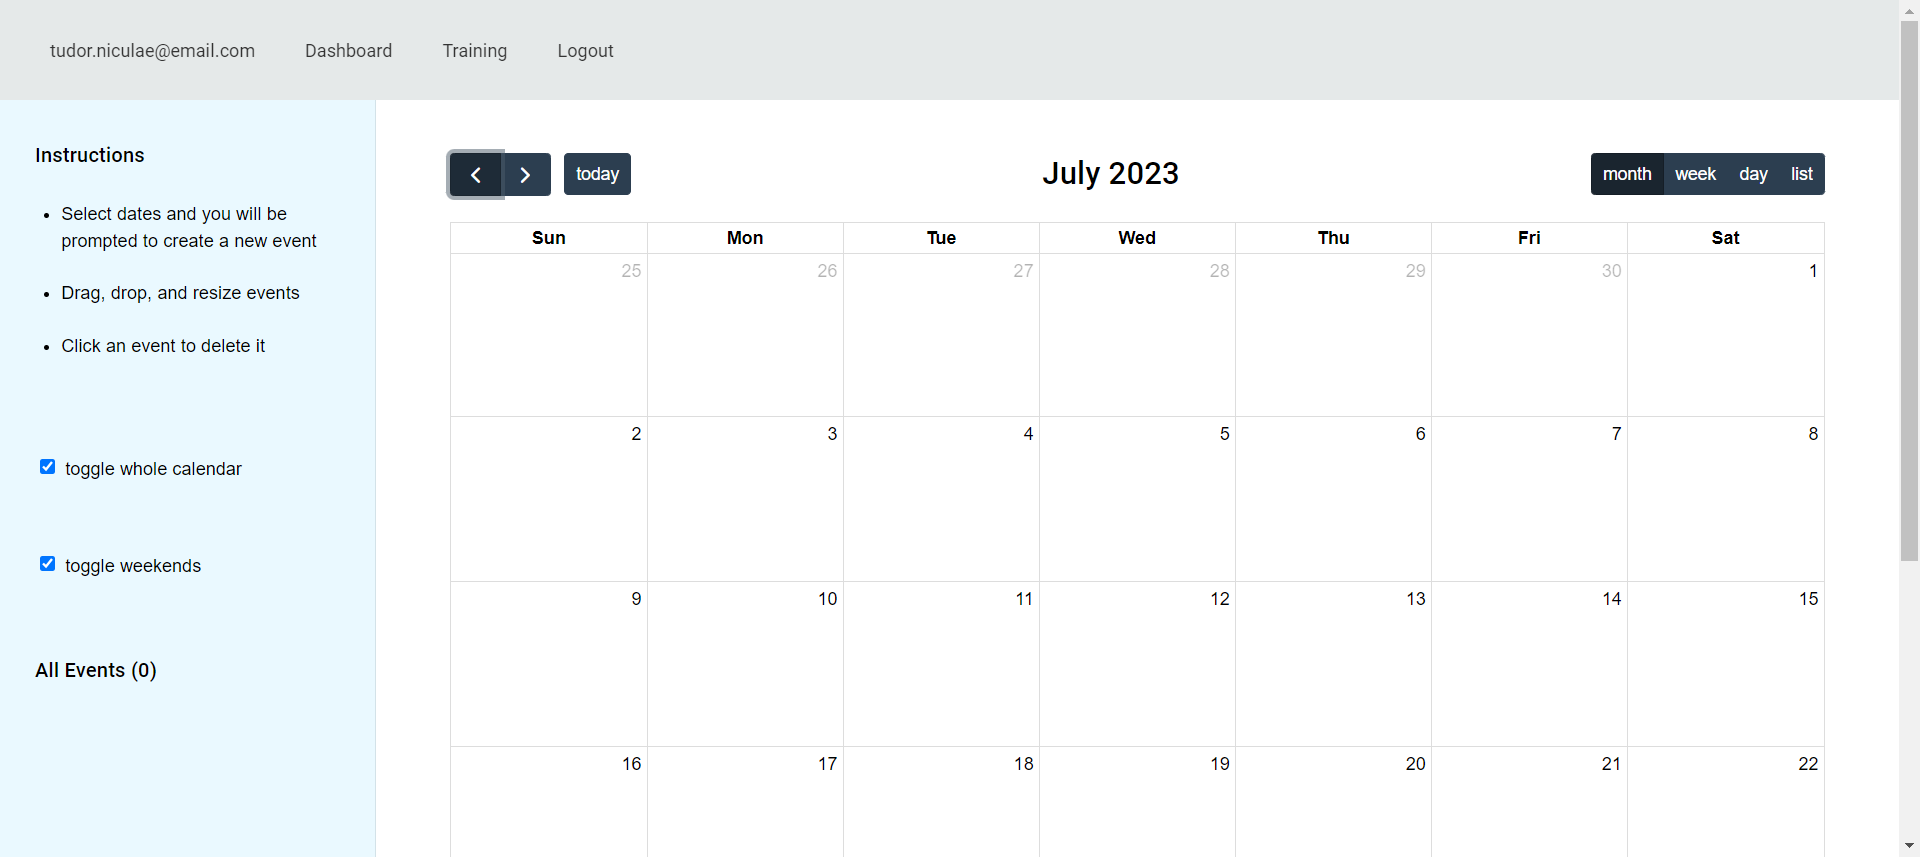 tudor.niculae@email.com Dashboard Training Logout
Instructions
• Select dates and you will be
prompted to create a new event
• Drag, drop, and resize events
• Click an event to delete it
toggle whole calendar
toggle weekends
All Events (0)
today
July 2023
month week day list
Sun Mon Tue Wed Thu Fri Sat
25 26 27 28 29 30 1
2 3 4 5 6 7 8
9 10 11 12 13 14 15
16 17 18 19 20 21 22